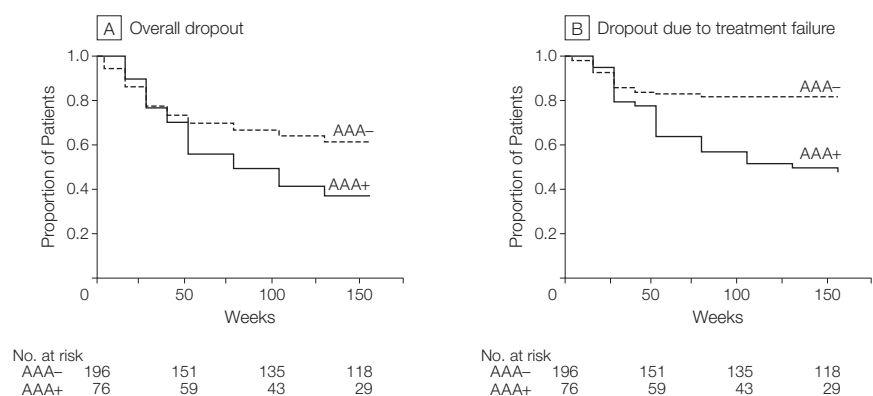 A Overall dropout
1.0
0.8
0.6
0.4
0.2
0 50 100 150
Proportion of Patients
Weeks
AAA–
AAA+
No. at risk
AAA– 196 151 135 118
AAA+ 76 59 43 29
B Dropout due to treatment failure
1.0
0.8
0.6
0.4
0.2
0 50 100 150
Proportion of Patients
Weeks
AAA–
AAA+
No. at risk
AAA– 196 151 135 118
AAA+ 76 59 43 29